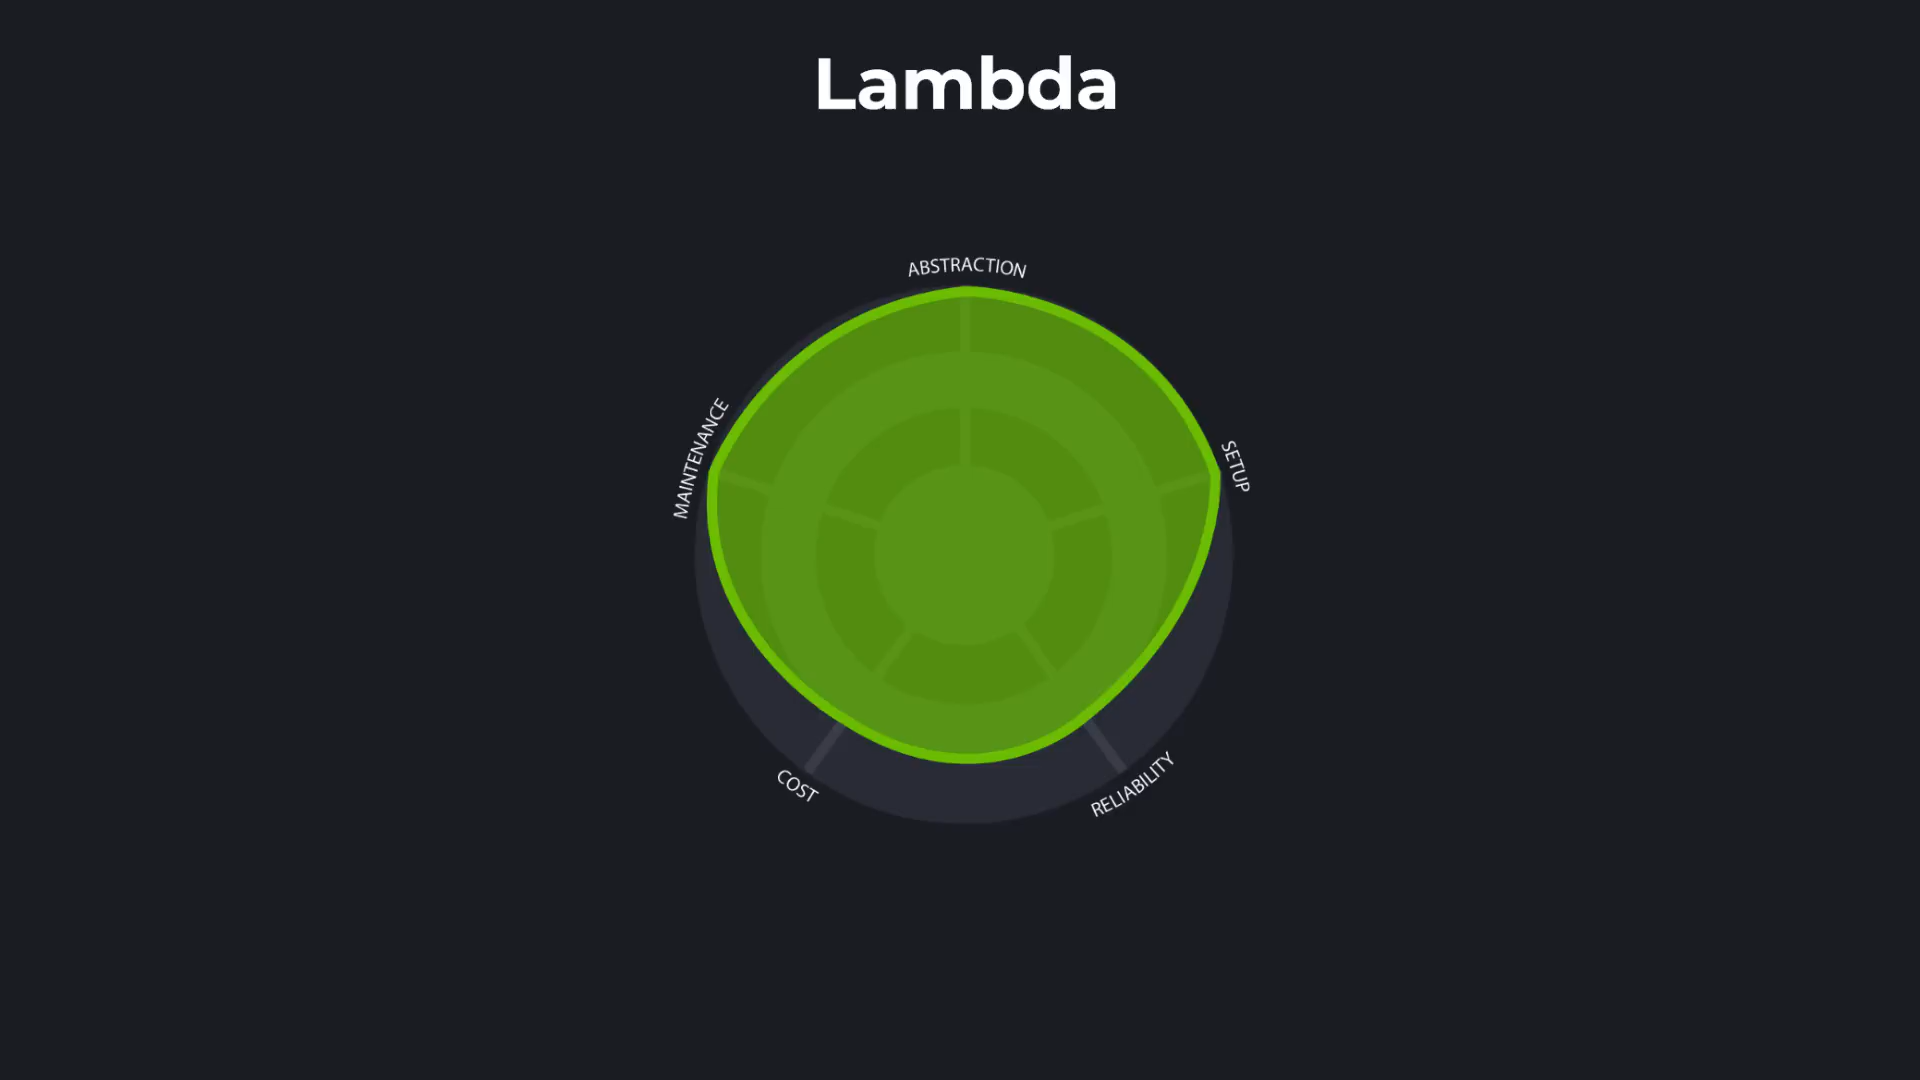 Lambda
ABSTRACTION
MAINTENANCE
SETUP
COST
RELIABILITY